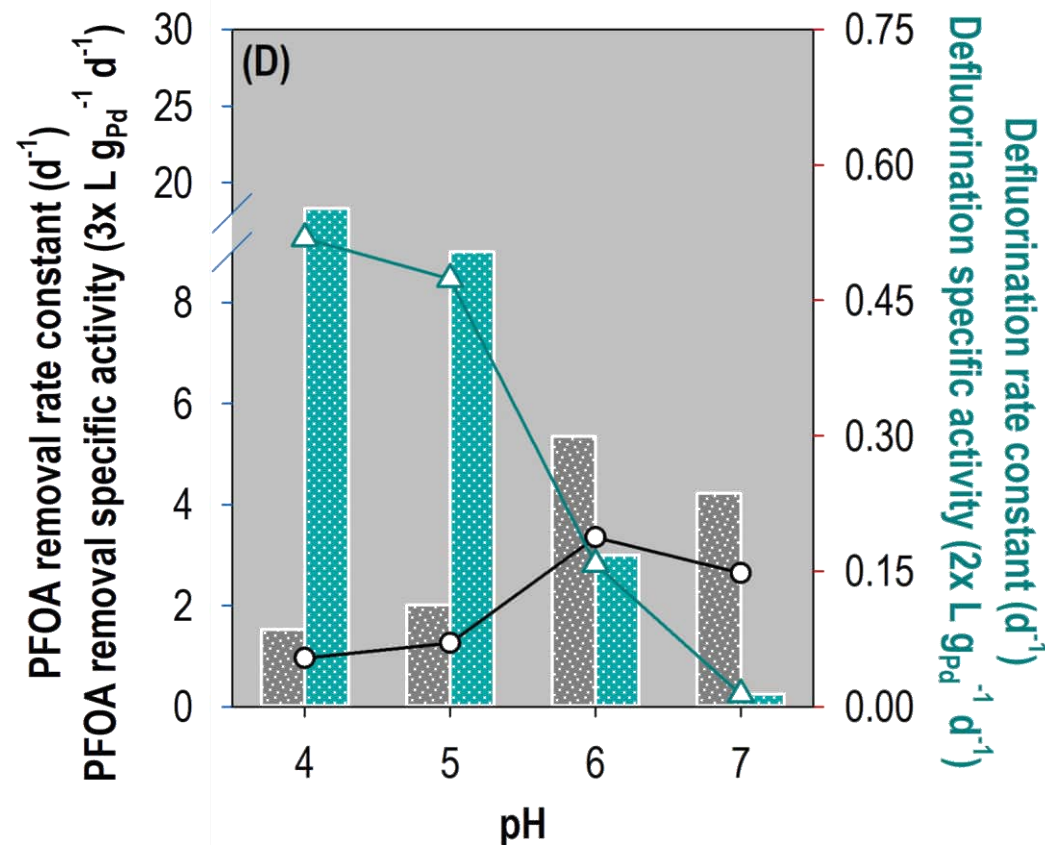 (D)
PFOA removal rate constant (d⁻¹)
PFOA removal specific activity (3x L g_Pd⁻¹ d⁻¹)
30
25
20
8
6
4
2
0
0.75
0.60
0.45
0.30
0.15
0.00
Defluorination rate constant (d⁻¹)
Defluorination specific activity (2x L g_Pd⁻¹ d⁻¹)
4 5 6 7
pH